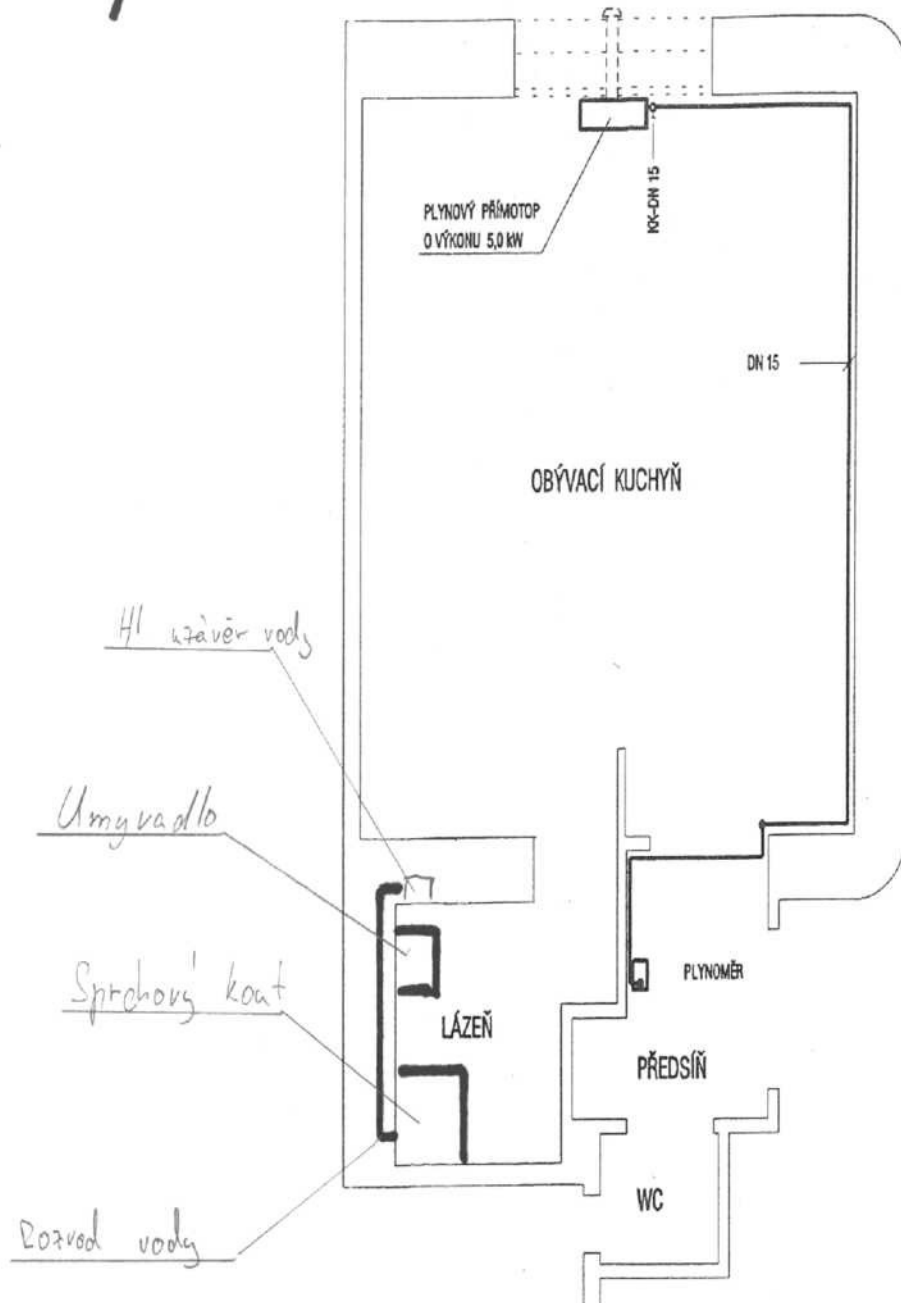 PLYNOVÝ PŘÍMOTOP
O VÝKONU 5,0 kW
KK-DN 15
DN 15
OBÝVACÍ KUCHYŇ
Hl uzávěr vody
Umyvadlo
PLYNOMĚR
Sprchový kout
LÁZEŇ
PŘEDSÍŇ
WC
Rozvod vody